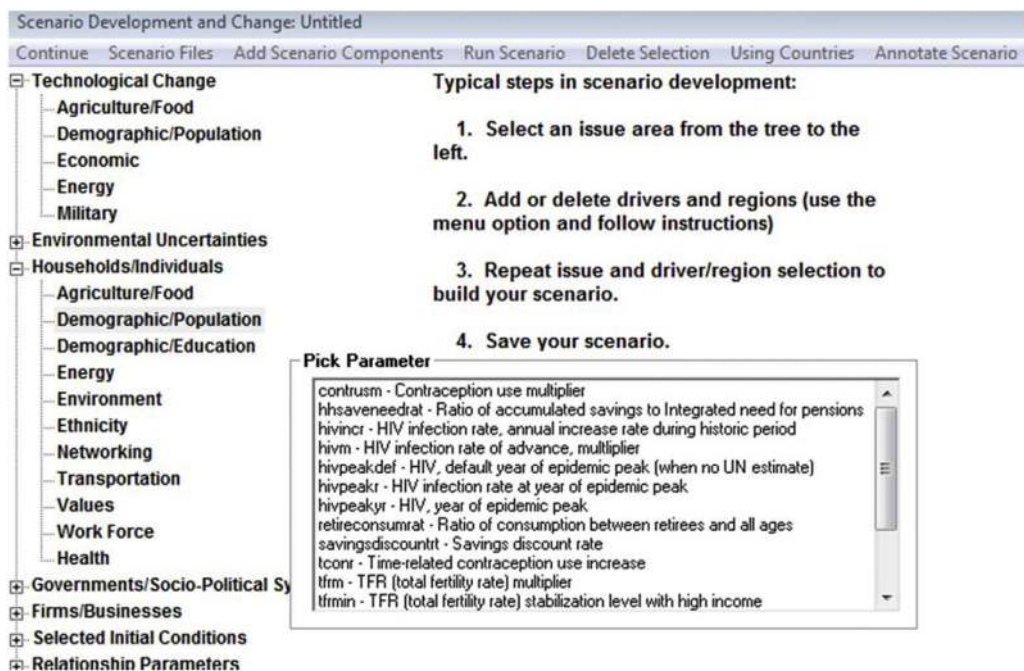 Scenario Development and Change: Untitled
Continue Scenario Files Add Scenario Components Run Scenario Delete Selection Using Countries Annotate Scenario
Technological Change
Agriculture/Food
Demographic/Population
Economic
Energy
Military
Environmental Uncertainties
Households/Individuals
Agriculture/Food
Demographic/Population
Demographic/Education
Energy
Environment
Ethnicity
Networking
Transportation
Values
Work Force
Health
Governments/Socio-Political Sy
Firms/Businesses
Selected Initial Conditions
Relationship Parameters
Typical steps in scenario development:
1. Select an issue area from the tree to the
left.
2. Add or delete drivers and regions (use the
menu option and follow instructions)
3. Repeat issue and driver/region selection to
build your scenario.
4. Save your scenario.
Pick Parameter
contrusm - Contraception use multiplier
hhsaveneedrat - Ratio of accumulated savings to Integrated need for pensions
hivincr - HIV infection rate, annual increase rate during historic period
hivm - HIV infection rate of advance, multliplier
hivpeakdef - HIV, default year of epidemic peak (when no UN estimate)
hivpeakr - HIV infection rate at year of epidemic peak
hivpeakyr - HIV, year of epidemic peak
retireconsumrat - Ratio of consumption between retirees and all ages
savingsdiscountrt - Savings discount rate
tconr - Time-related contraception use increase
tfrm - TFR (total fertility rate) multiplier
tfrmin - TFR (total fertility rate) stabilization level with high income